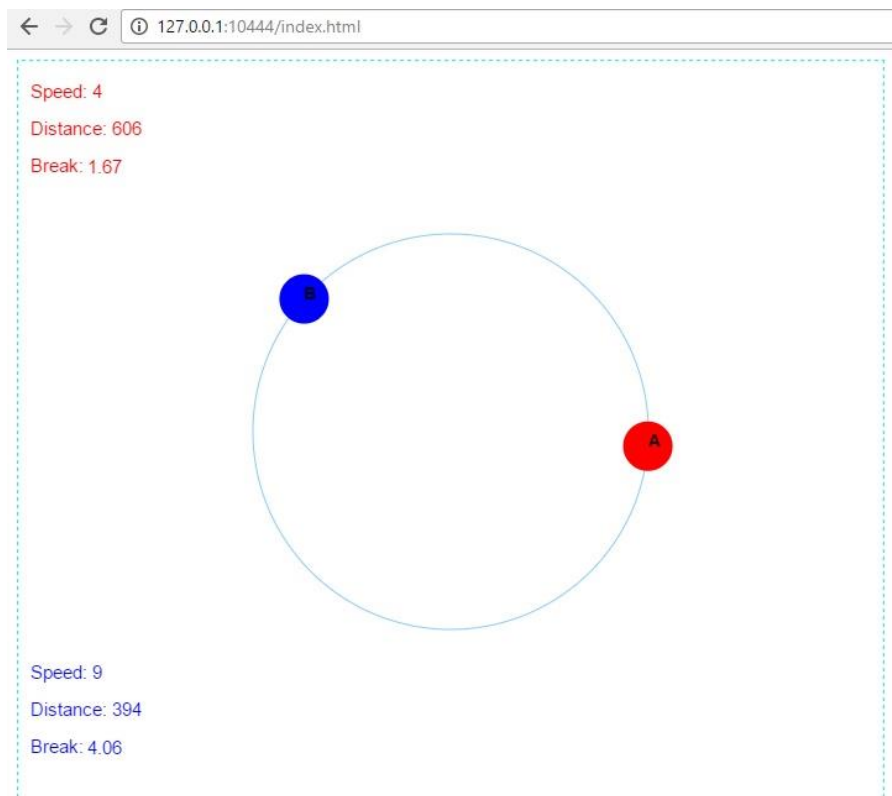 127.0.0.1:10444/index.html
Speed: 4
Distance: 606
Break: 1.67
B
A
Speed: 9
Distance: 394
Break: 4.06